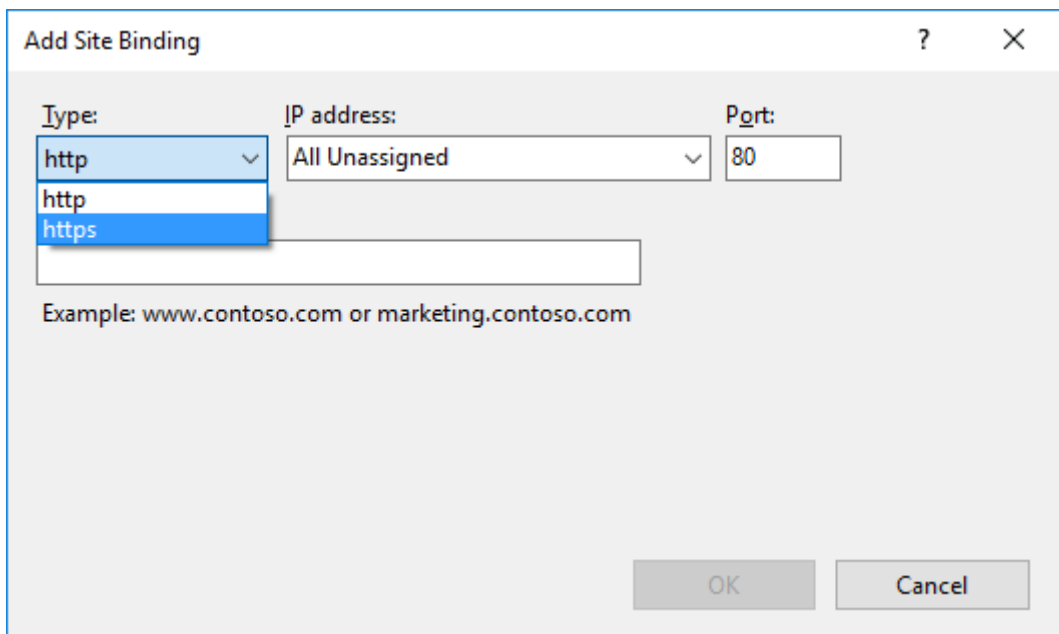 Add Site Binding ?
Type: IP address: Port:
http All Unassigned 80
http
https
Example: www.contoso.com or marketing.contoso.com
OK Cancel